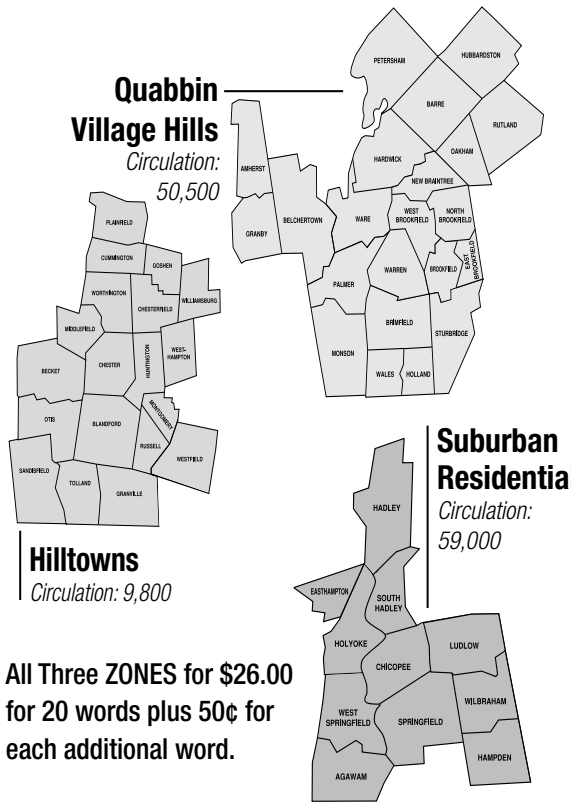 Quabbin
Village Hills
Circulation:
50,500
PETERSHAM
HUBBARDSTON
BARRE
RUTLAND
HARDWICK
OAKHAM
NEW BRAINTREE
AMHERST
BELCHERTOWN
GRANBY
WARE
WEST
BROOKFIELD
NORTH
BROOKFIELD
WARREN
BROOKFIELD
EAST
BROOKFIELD
PALMER
BRIMFIELD
STURBRIDGE
MONSON
WALES
HOLLAND
PLAINFIELD
CUMMINGTON
GOSHEN
WORTHINGTON
CHESTERFIELD
WILLIAMSBURG
MIDDLEFIELD
BECKET
CHESTER
HUNTINGTON
WEST-
HAMPTON
OTIS
BLANDFORD
MONTGOMERY
RUSSELL
WESTFIELD
SANDISFIELD
TOLLAND
GRANVILLE
Hilltowns
Circulation: 9,800
Suburban
Residentia
Circulation:
59,000
HADLEY
EASTHAMPTON
SOUTH
HADLEY
HOLYOKE
CHICOPEE
LUDLOW
WEST
SPRINGFIELD
SPRINGFIELD
WILBRAHAM
AGAWAM
HAMPDEN
All Three ZONES for $26.00
for 20 words plus 50¢ for
each additional word.